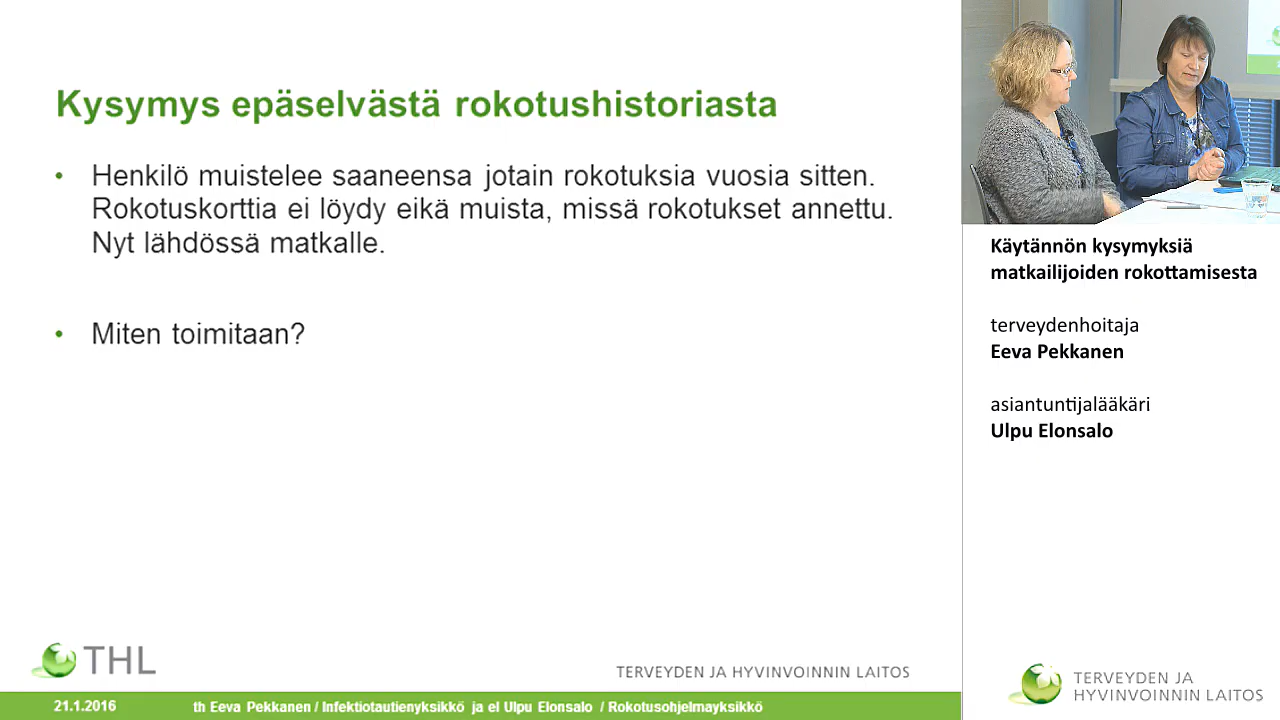 Kysymys epäselvästä rokotushistoriasta
• Henkilö muistelee saaneensa jotain rokotuksia vuosia sitten.
Rokotuskorttia ei löydy eikä muista, missä rokotukset annettu.
Nyt lähdössä matkalle.
• Miten toimitaan?
THL
TERVEYDEN JA HYVINVOINNIN LAITOS
21.1.2016 th Eeva Pekkanen / Infektiotautienyksikkö ja el Ulpu Elonsalo / Rokotusohjelmayksikkö
Käytännön kysymyksiä
matkailijoiden rokottamisesta
terveydenhoitaja
Eeva Pekkanen
asiantuntijalääkäri
Ulpu Elonsalo
TERVEYDEN JA
HYVINVOINNIN LAITOS